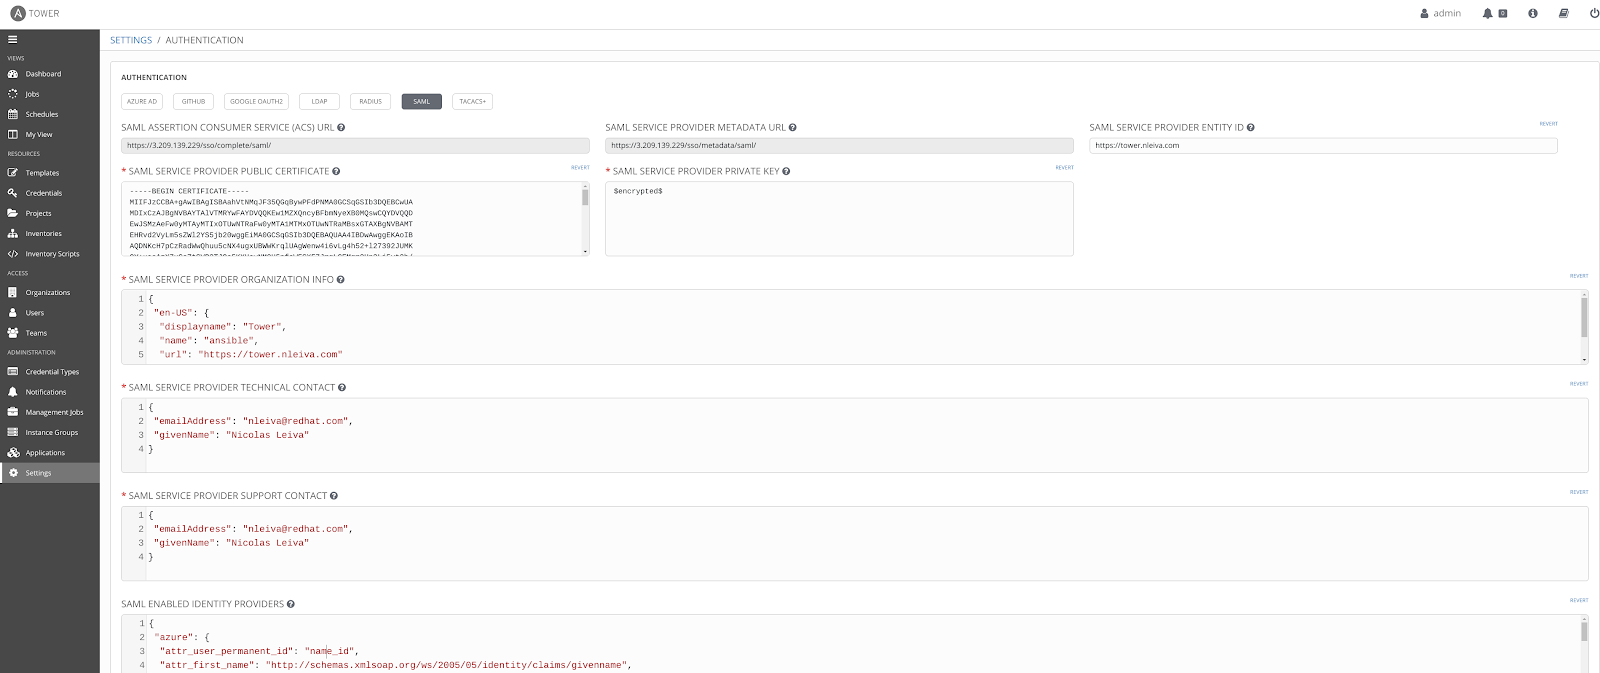 A TOWER
admin
0
SETTINGS / AUTHENTICATION
VIEWS
Dashboard
Jobs
Schedules
My View
RESOURCES
Templates
Credentials
Projects
Inventories
Inventory Scripts
ACCESS
Organizations
Users
Teams
ADMINISTRATION
Credential Types
Notifications
Management Jobs
Instance Groups
Applications
Settings
AUTHENTICATION
AZURE AD GITHUB GOOGLE OAUTH2 LDAP RADIUS SAML TACACS+
SAML ASSERTION CONSUMER SERVICE (ACS) URL
https://3.209.139.229/sso/complete/saml/
SAML SERVICE PROVIDER METADATA URL
https://3.209.139.229/sso/metadata/saml/
SAML SERVICE PROVIDER ENTITY ID
REVERT
https://tower.nleiva.com
* SAML SERVICE PROVIDER PUBLIC CERTIFICATE
REVERT
-----BEGIN CERTIFICATE-----
* SAML SERVICE PROVIDER PRIVATE KEY
REVERT
$encrypted$
* SAML SERVICE PROVIDER ORGANIZATION INFO
REVERT
1 {
2 "en-US": {
3 "displayname": "Tower",
4 "name": "ansible",
5 "url": "https://tower.nleiva.com"
* SAML SERVICE PROVIDER TECHNICAL CONTACT
REVERT
1 {
2 "emailAddress": "nleiva@redhat.com",
3 "givenName": "Nicolas Leiva"
4 }
* SAML SERVICE PROVIDER SUPPORT CONTACT
REVERT
1 {
2 "emailAddress": "nleiva@redhat.com",
3 "givenName": "Nicolas Leiva"
4 }
SAML ENABLED IDENTITY PROVIDERS
REVERT
1 {
2 "azure": {
3 "attr_user_permanent_id": "name_id",
4 "attr_first_name": "http://schemas.xmlsoap.org/ws/2005/05/identity/claims/givenname",